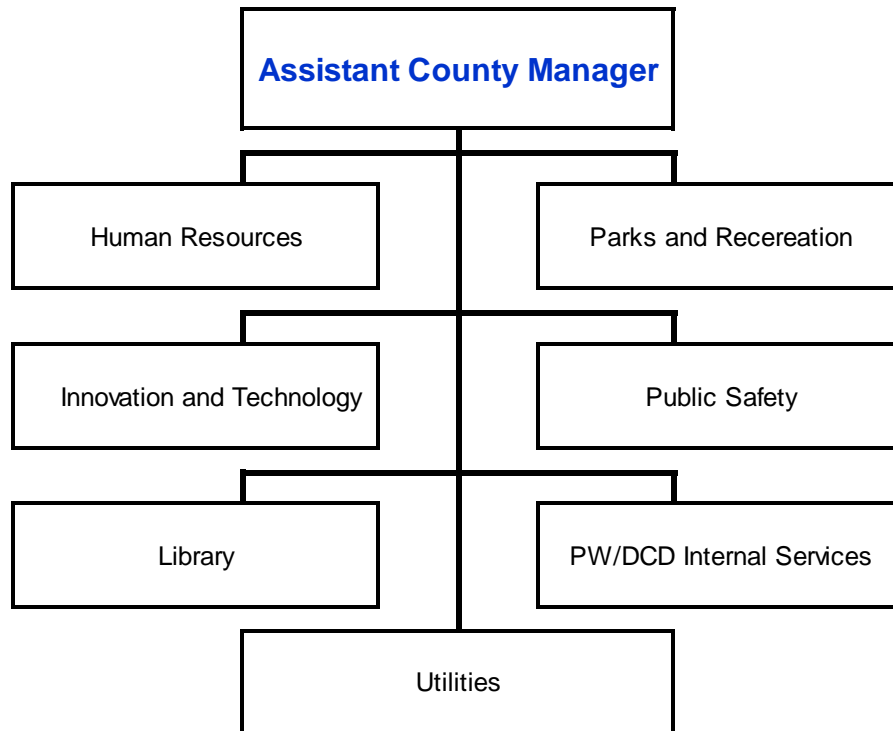 Assistant County Manager
Human Resources
Parks and Recereation
Innovation and Technology
Public Safety
Library
PW/DCD Internal Services
Utilities